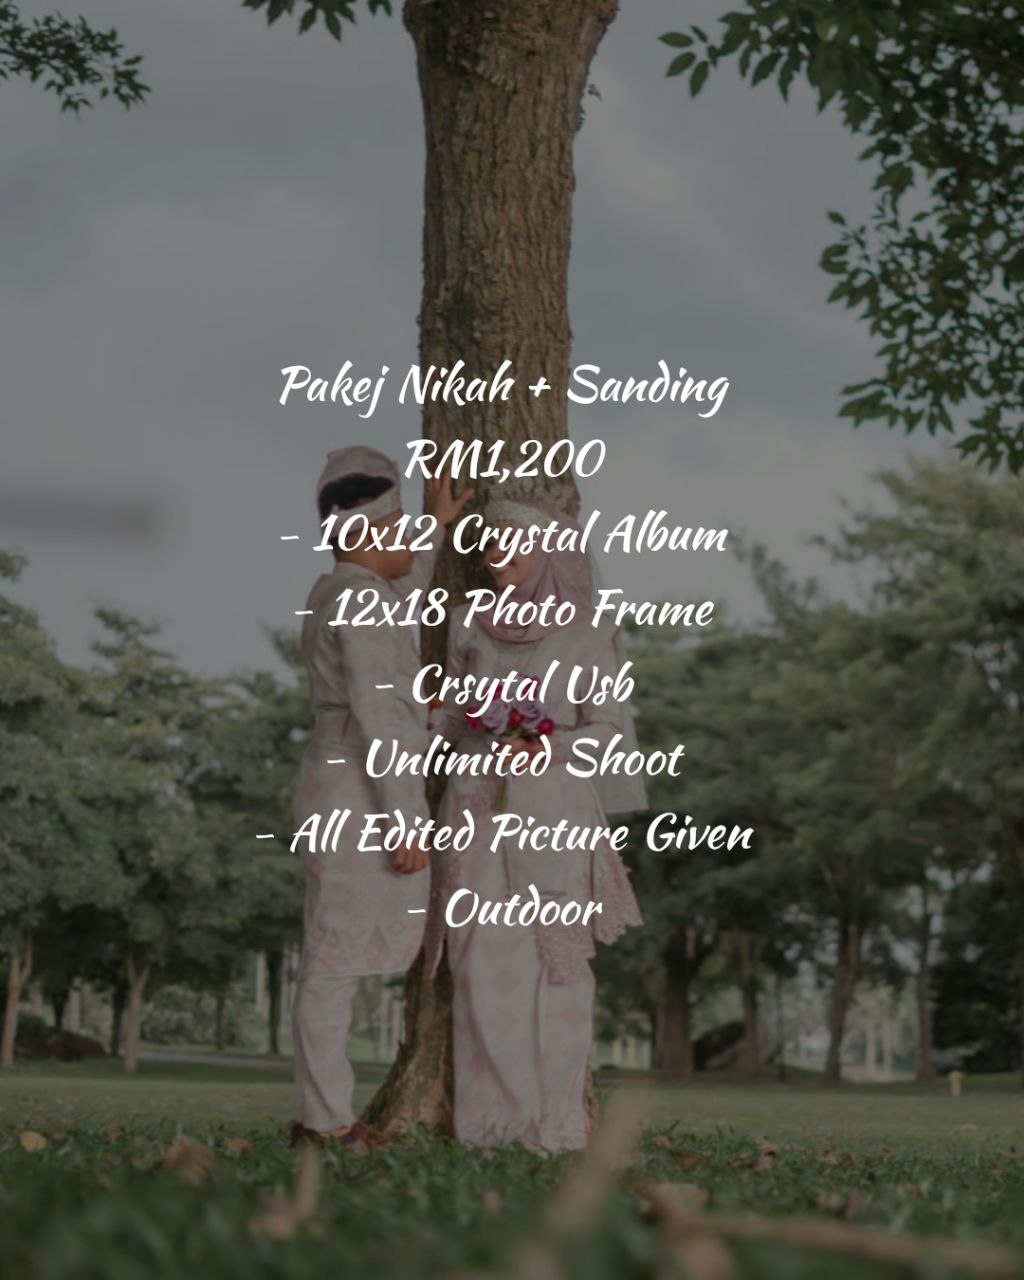 Pakej Nikah + Sanding
RM1,200
- 10x12 Crystal Album
- 12x18 Photo Frame
- Crsytal Usb
- Unlimited Shoot
- All Edited Picture Given
- Outdoor